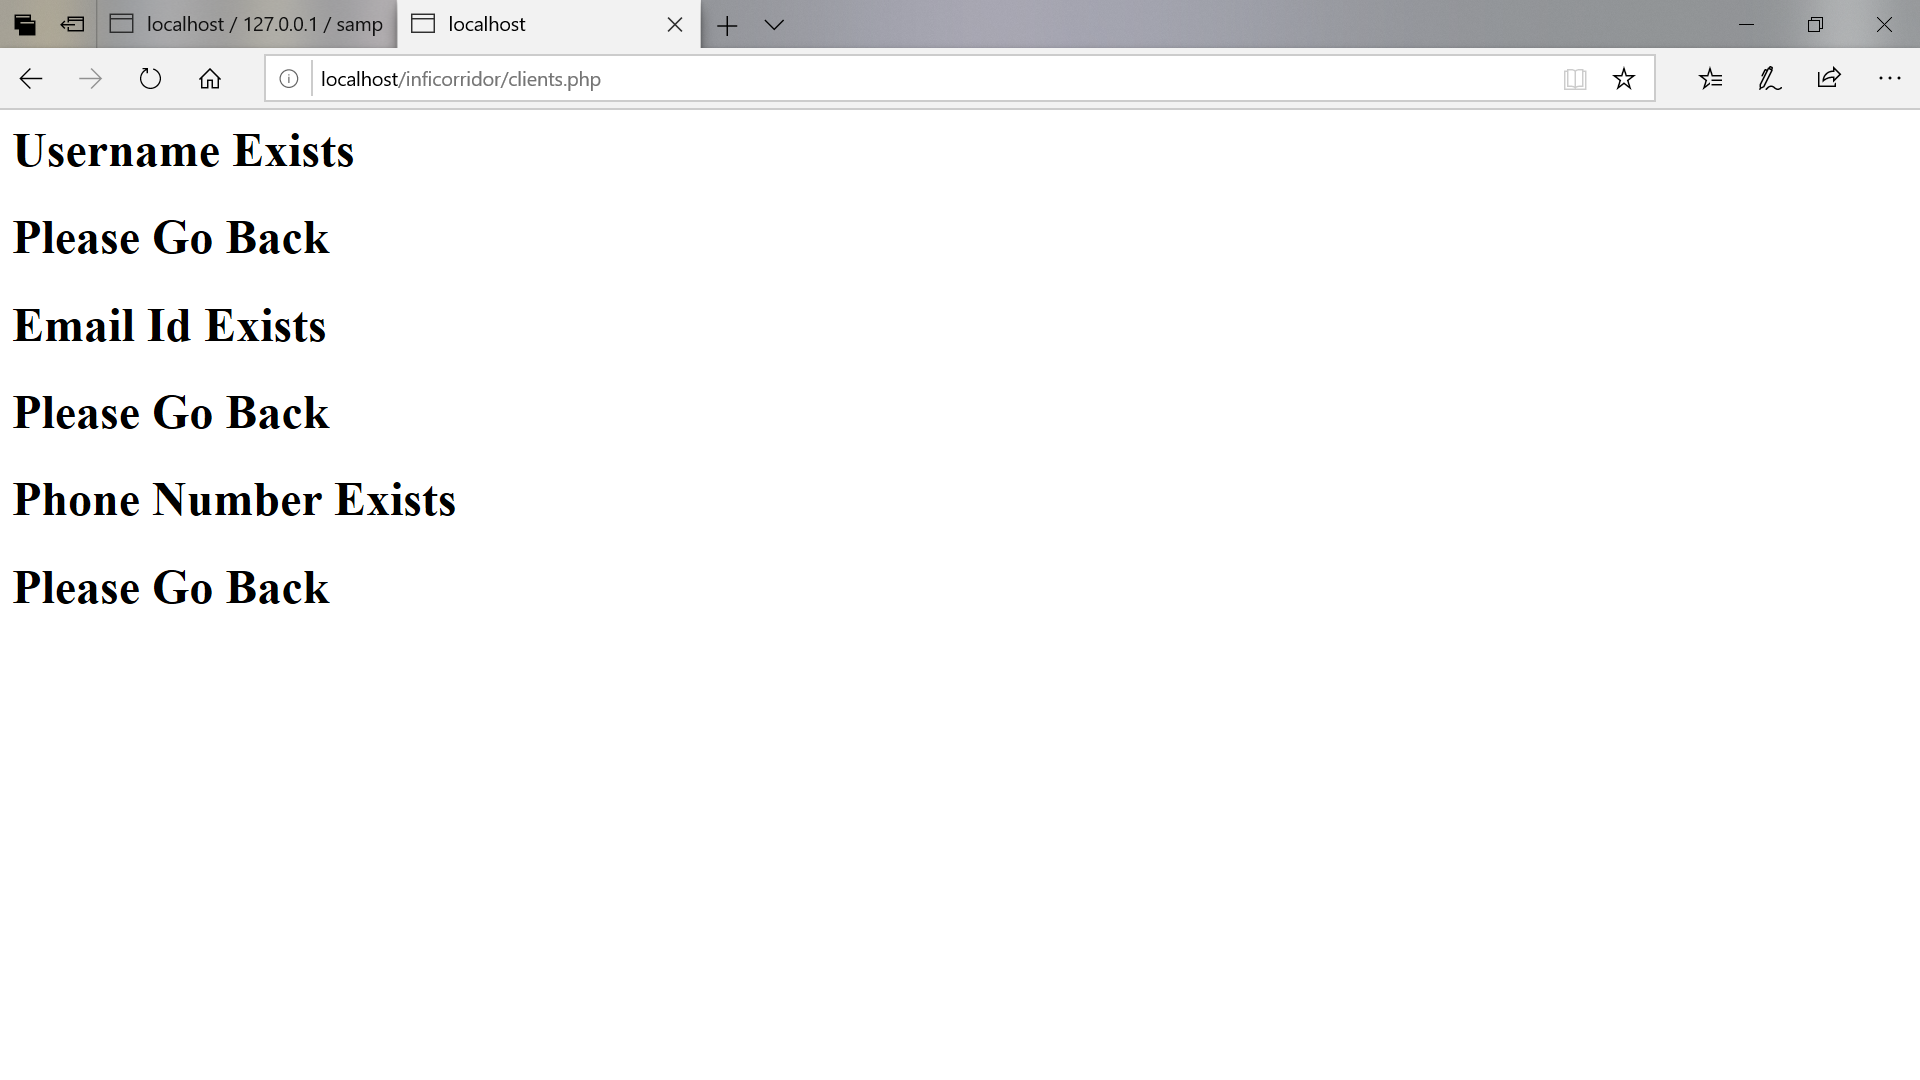 localhost / 127.0.0.1 / samp
localhost
localhost/inficorridor/clients.php
Username Exists
Please Go Back
Email Id Exists
Please Go Back
Phone Number Exists
Please Go Back